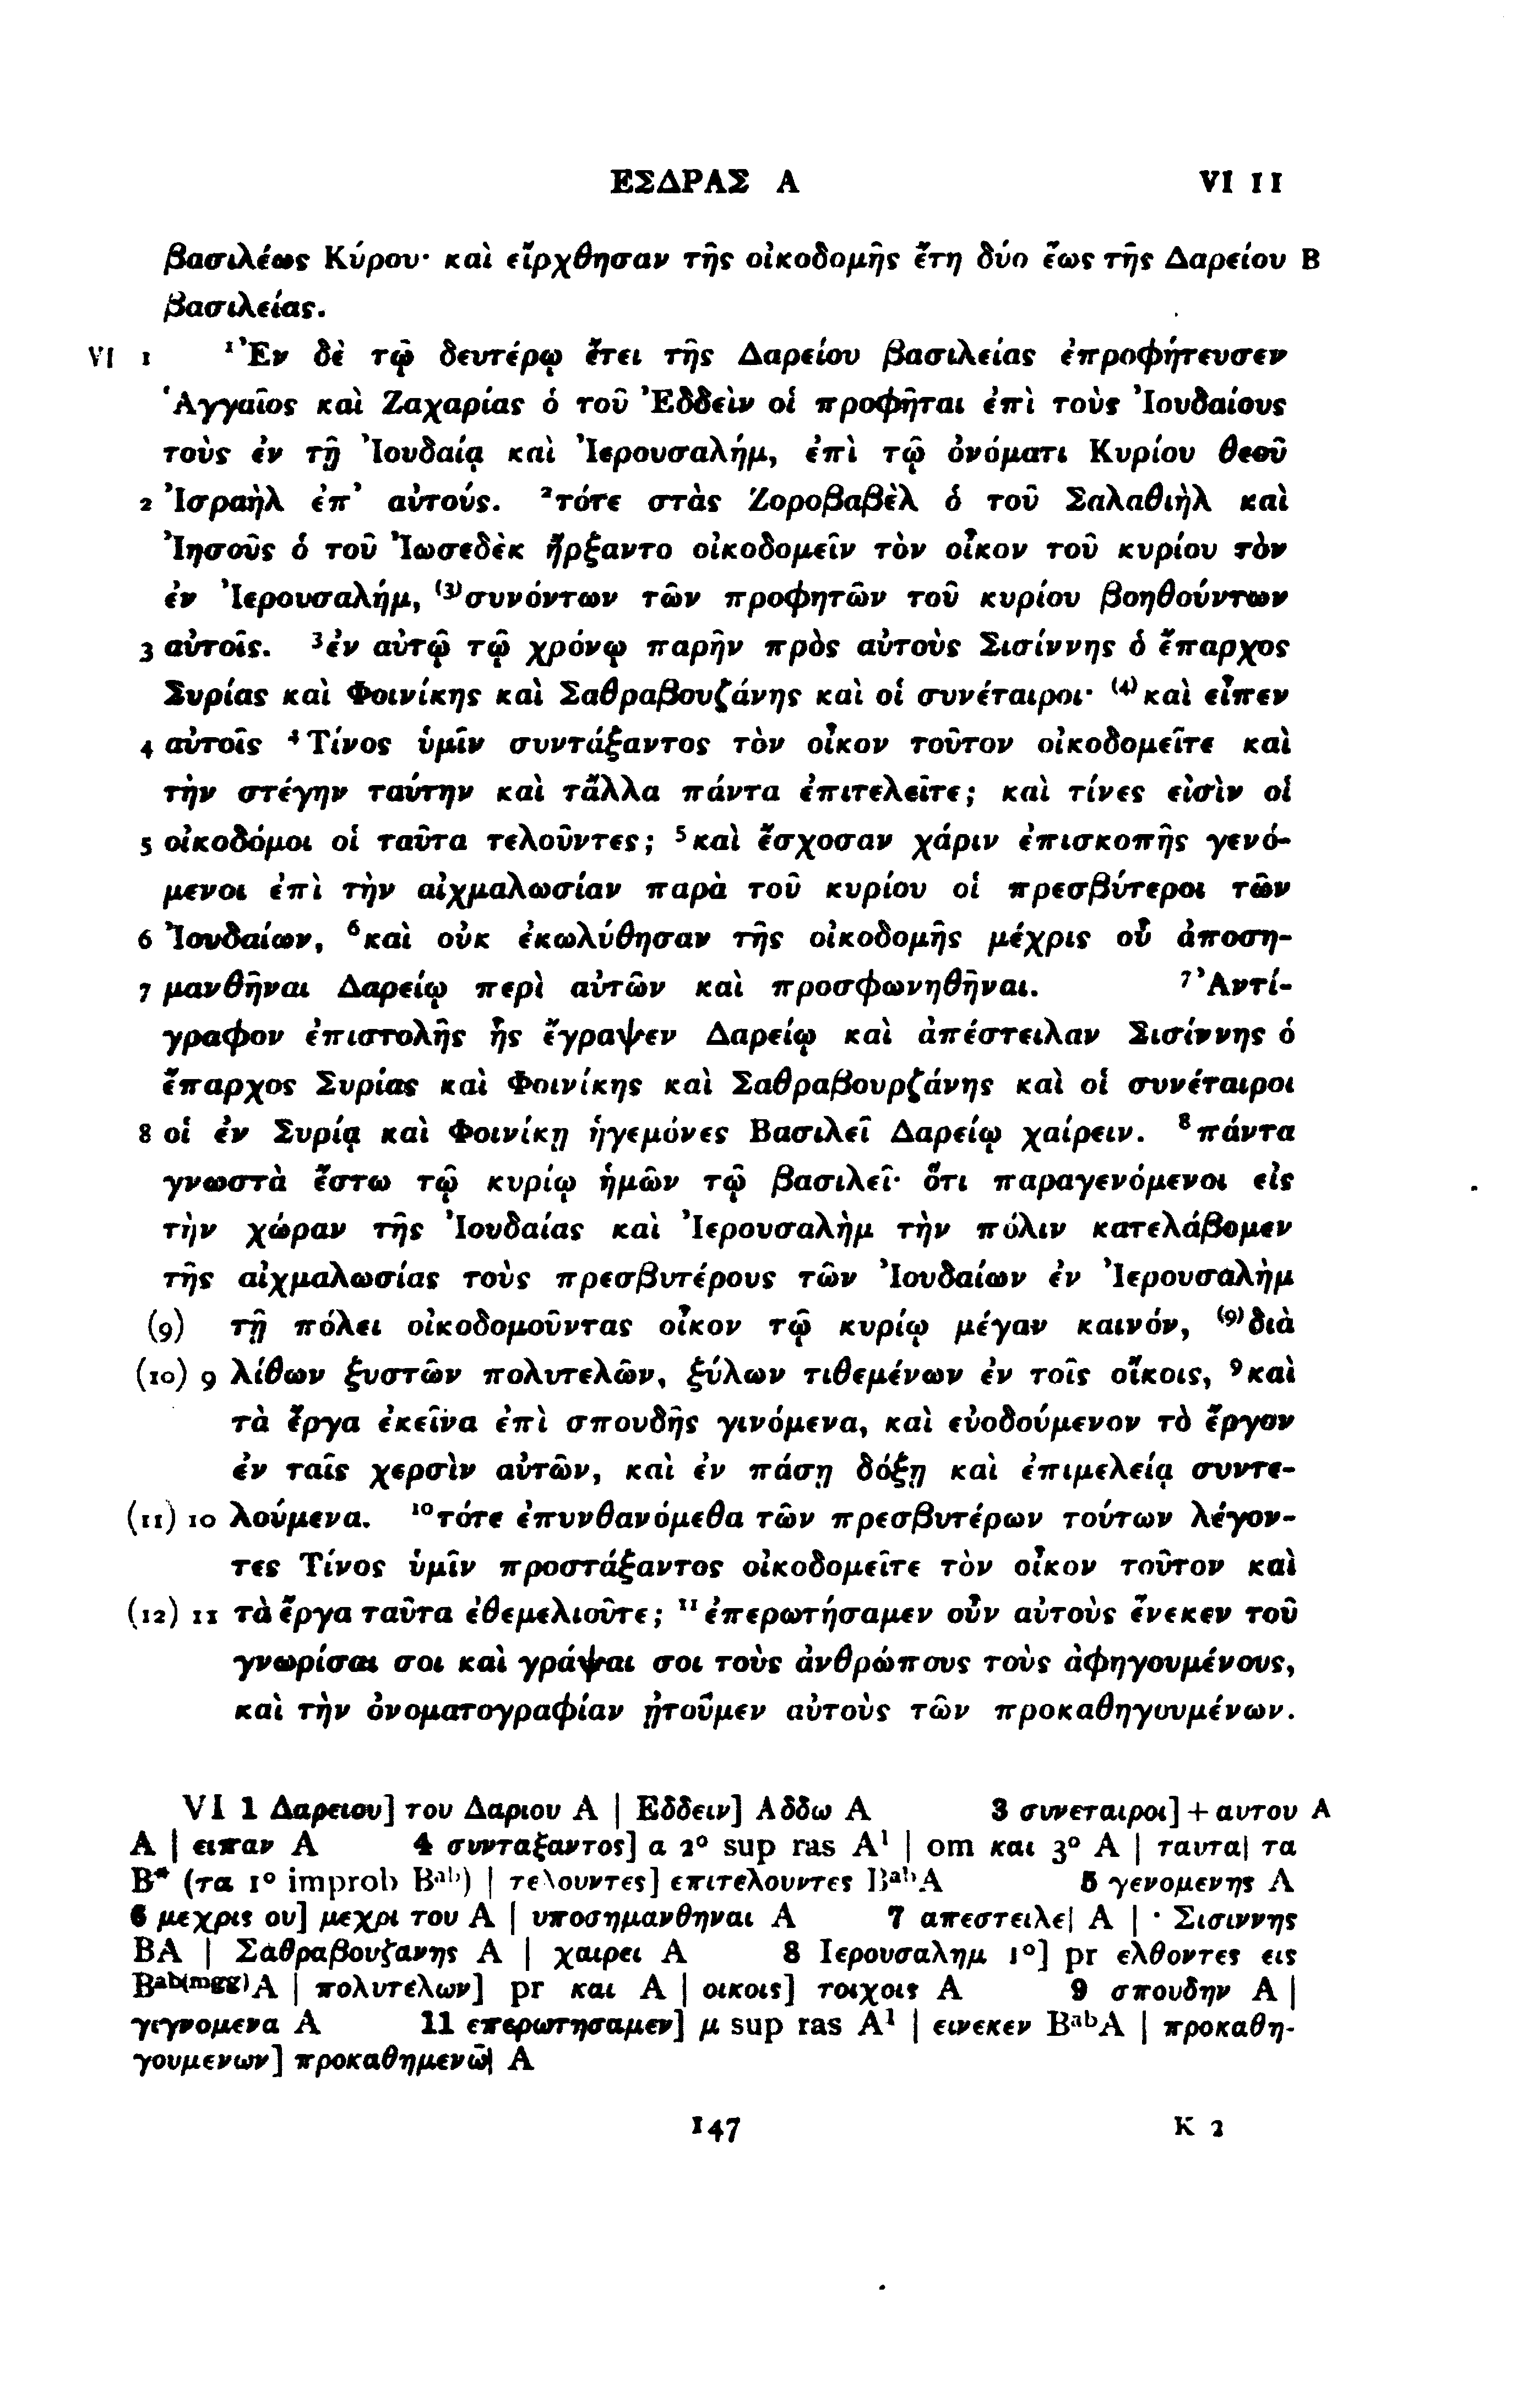 ΕΣΔΡΑΣ Α VI 11
βασιλέως Κύρου· καὶ εἴρχθησαν τῆς οἰκοδομῆς ἔτη δύο ἕως τῆς Δαρείου B
βασιλείας.
VI 1 ¹Ἐν δὲ τῷ δευτέρῳ ἔτει τῆς Δαρείου βασιλείας ἐπροφήτευσεν
Ἁγγαῖος καὶ Ζαχαρίας ὁ τοῦ Ἐδδεὶν οἱ προφῆται ἐπὶ τοὺς Ἰουδαίους
τοὺς ἐν τῇ Ἰουδαίᾳ καὶ Ἰερουσαλήμ, ἐπὶ τῷ ὀνόματι Κυρίου θεοῦ
2 Ἰσραὴλ ἐπ᾽ αὐτούς. ²τότε στὰς Ζοροβαβὲλ ὁ τοῦ Σαλαθιὴλ καὶ
Ἰησοῦς ὁ τοῦ Ἰωσεδὲκ ἤρξαντο οἰκοδομεῖν τὸν οἶκον τοῦ κυρίου τὸν
ἐν Ἰερουσαλήμ, ⁽³⁾συνόντων τῶν προφητῶν τοῦ κυρίου βοηθούντων
3 αὐτοῖς. ³ἐν αὐτῷ τῷ χρόνῳ παρῆν πρὸς αὐτοὺς Σισίννης ὁ ἔπαρχος
Συρίας καὶ Φοινίκης καὶ Σαθραβουζάνης καὶ οἱ συνέταιροι· ⁽⁴⁾καὶ εἶπεν
4 αὐτοῖς ⁴Τίνος ὑμῖν συντάξαντος τὸν οἶκον τοῦτον οἰκοδομεῖτε καὶ
τὴν στέγην ταύτην καὶ τἄλλα πάντα ἐπιτελεῖτε; καὶ τίνες εἰσὶν οἱ
5 οἰκοδόμοι οἱ ταῦτα τελοῦντες; ⁵καὶ ἔσχοσαν χάριν ἐπισκοπῆς γενό-
μενοι ἐπὶ τὴν αἰχμαλωσίαν παρὰ τοῦ κυρίου οἱ πρεσβύτεροι τῶν
6 Ἰουδαίων, ⁶καὶ οὐκ ἐκωλύθησαν τῆς οἰκοδομῆς μέχρις οὗ ἀποση-
7 μανθῆναι Δαρείῳ περὶ αὐτῶν καὶ προσφωνηθῆναι. ⁷Ἀντί-
γραφον ἐπιστολῆς ἧς ἔγραψεν Δαρείῳ καὶ ἀπέστειλαν Σισίννης ὁ
ἔπαρχος Συρίας καὶ Φοινίκης καὶ Σαθραβουρζάνης καὶ οἱ συνέταιροι
8 οἱ ἐν Συρίᾳ καὶ Φοινίκῃ ἡγεμόνες Βασιλεῖ Δαρείῳ χαίρειν. ⁸πάντα
γνωστὰ ἔστω τῷ κυρίῳ ἡμῶν τῷ βασιλεῖ· ὅτι παραγενόμενοι εἰς
τὴν χώραν τῆς Ἰουδαίας καὶ Ἰερουσαλὴμ τὴν πόλιν κατελάβομεν
τῆς αἰχμαλωσίας τοὺς πρεσβυτέρους τῶν Ἰουδαίων ἐν Ἰερουσαλὴμ
(9) τῇ πόλει οἰκοδομοῦντας οἶκον τῷ κυρίῳ μέγαν καινόν, ⁽⁹⁾διὰ
(10) 9 λίθων ξυστῶν πολυτελῶν, ξύλων τιθεμένων ἐν τοῖς οἴκοις, ⁹καὶ
τὰ ἔργα ἐκεῖνα ἐπὶ σπουδῆς γινόμενα, καὶ εὐοδούμενον τὸ ἔργον
ἐν ταῖς χερσὶν αὐτῶν, καὶ ἐν πάσῃ δόξῃ καὶ ἐπιμελείᾳ συντε-
(11) 10 λούμενα. ¹⁰τότε ἐπυνθανόμεθα τῶν πρεσβυτέρων τούτων λέγον-
τες Τίνος ὑμῖν προστάξαντος οἰκοδομεῖτε τὸν οἶκον τοῦτον καὶ
(12) 11 τὰ ἔργα ταῦτα ἐθεμελιοῦτε; ¹¹ἐπερωτήσαμεν οὖν αὐτοὺς ἕνεκεν τοῦ
γνωρίσαι σοι καὶ γράψαι σοι τοὺς ἀνθρώπους τοὺς ἀφηγουμένους,
καὶ τὴν ὀνοματογραφίαν ᾐτοῦμεν αὐτοὺς τῶν προκαθηγουμένων.
VI 1 Δαρειου] του Δαριου A | Εδδειν] Αδδω A 3 συνεταιροι] + αυτου A
A | ειπαν A 4 συνταξαντος] α 2° sup ras A¹ | om και 3° A | ταυτα| τα
B* (τα 1° improb Bᵃᵇ) | τελουντες] επιτελουντες BᵃᵇA 5 γενομενης A
6 μεχρις ου] μεχρι του A | υποσημανθηναι A 7 απεστειλε| A | · Σισιννης
BA | Σαθραβουζανης A | χαιρει A 8 Ιερουσαλημ 1°] pr ελθοντες εις
Bᵃᵇ⁽ᵐᵍᵍ⁾A | πολυτελων] pr και A | οικοις] τοιχοις A 9 σπουδην A |
γιγνομενα A 11 επερωτησαμεν] μ sup ras A¹ | εινεκεν BᵃᵇA | προκαθη-
γουμενων] προκαθημενω̄| A
147 K 2